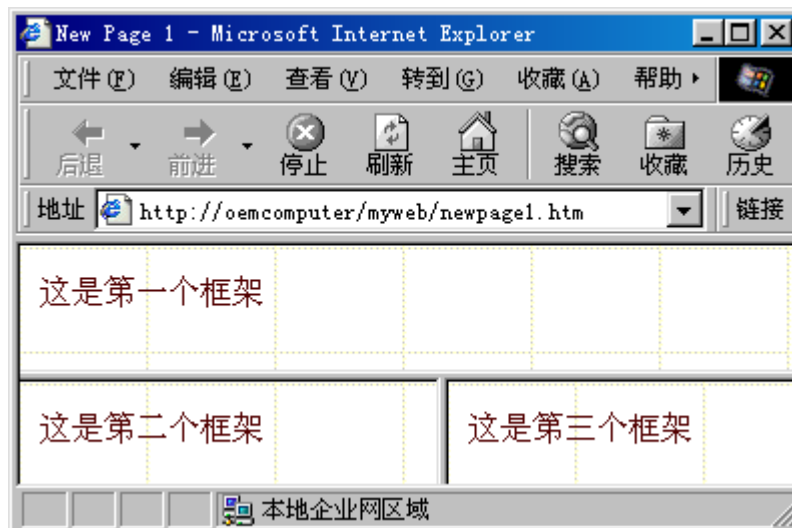 New Page 1 - Microsoft Internet Explorer
文件(F) 编辑(E) 查看(V) 转到(G) 收藏(A) 帮助
后退 前进 停止 刷新 主页 搜索 收藏 历史
地址 http://oemcomputer/myweb/newpage1.htm 链接
这是第一个框架
这是第二个框架 这是第三个框架
本地企业网区域